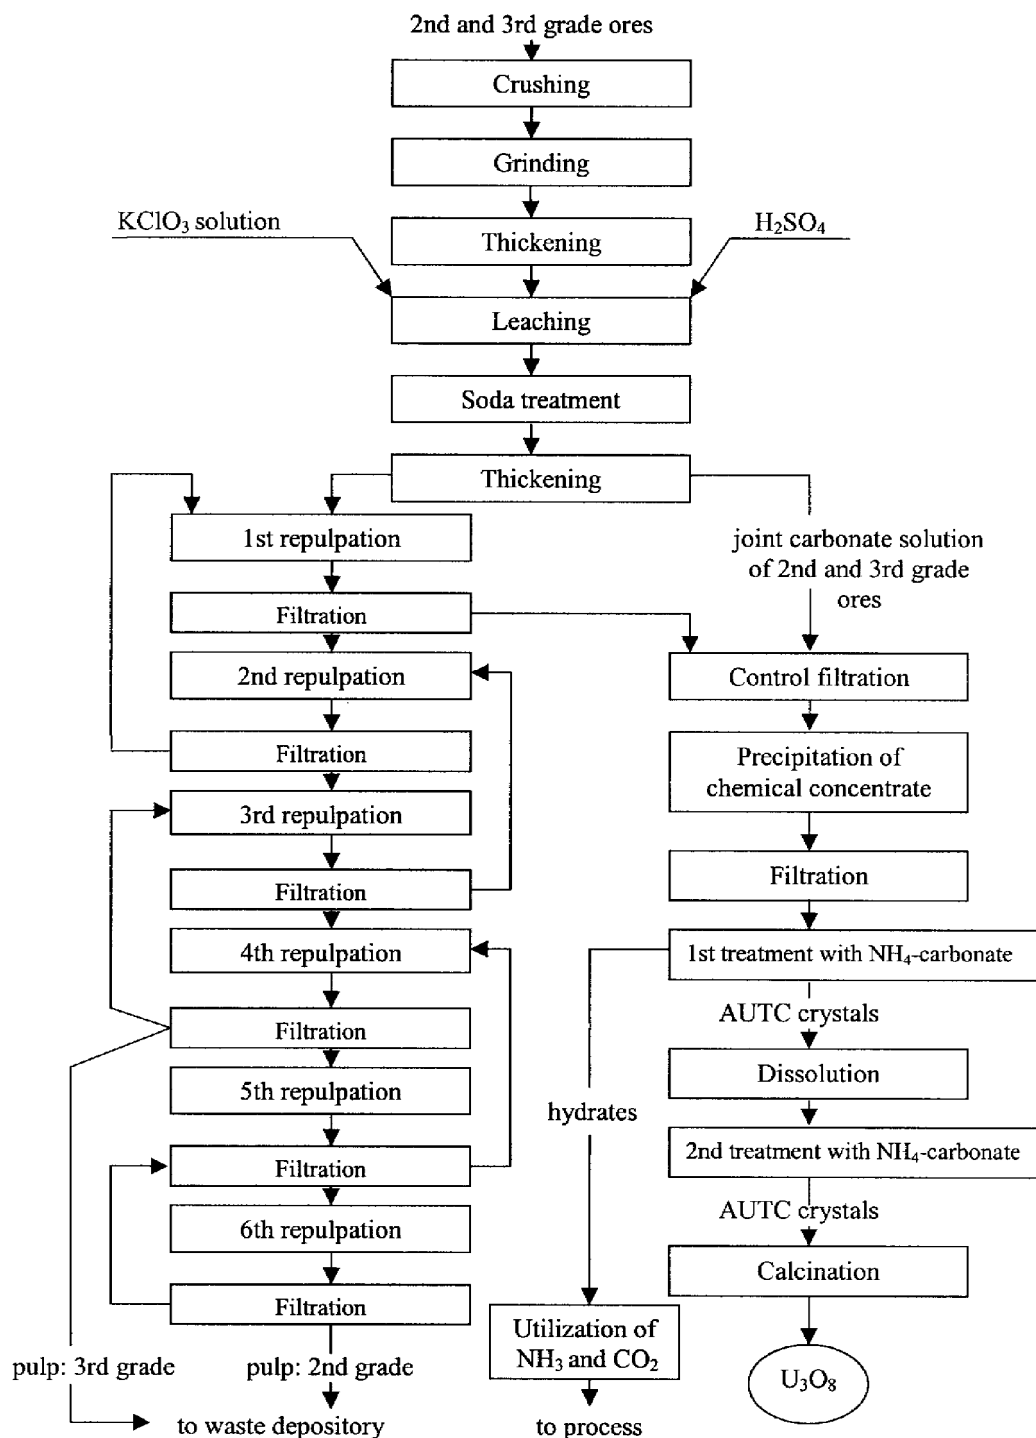 2nd and 3rd grade ores
Crushing
Grinding
KClO₃ solution
Thickening
H₂SO₄
Leaching
Soda treatment
Thickening
1st repulpation
joint carbonate solution
of 2nd and 3rd grade
ores
Filtration
2nd repulpation
Control filtration
Filtration
Precipitation of
chemical concentrate
3rd repulpation
Filtration
Filtration
4th repulpation
1st treatment with NH₄-carbonate
AUTC crystals
Filtration
Dissolution
5th repulpation
hydrates
Filtration
2nd treatment with NH₄-carbonate
AUTC crystals
6th repulpation
Calcination
Filtration
Utilization of
NH₃ and CO₂
pulp: 3rd grade
pulp: 2nd grade
U₃O₈
to waste depository
to process